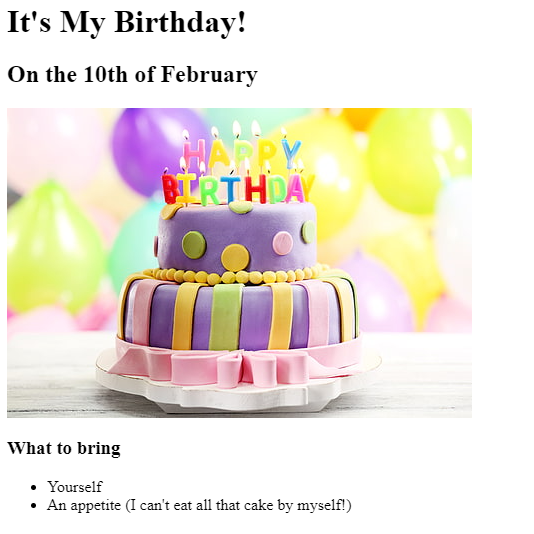 It's My Birthday!
On the 10th of February
HAPPY
BIRTHDAY
What to bring
Yourself
An appetite (I can't eat all that cake by myself!)